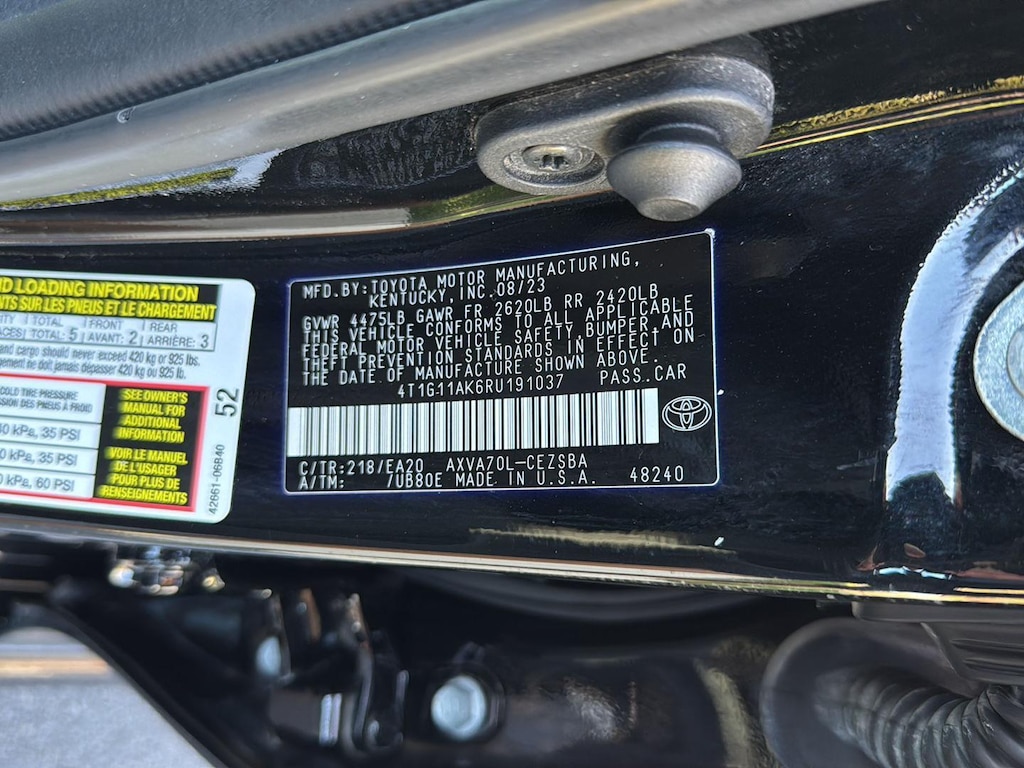 MFD.BY:TOYOTA MOTOR MANUFACTURING,
KENTUCKY, INC. 08/23
GVWR 4475LB GAWR FR 2620LB RR 2420LB
THIS VEHICLE CONFORMS TO ALL APPLICABLE
FEDERAL MOTOR VEHICLE SAFETY, BUMPER, AND
THEFT PREVENTION STANDARDS IN EFFECT ON
THE DATE OF MANUFACTURE SHOWN ABOVE.
4T1G11AK6RU191037 PASS.CAR
C/TR:218/EA20 AXVA70L-CEZSBA
A/TM: /UB80E MADE IN U.S.A. 48240
LOADING INFORMATION
SUR LES PNEUS ET LE CHARGEMENT
TOTAL FRONT REAR
TOTAL: 5 AVANT: 2 ARRIÈRE: 3
and cargo should never exceed 420 kg or 925 lbs.
ne doit jamais dépasser 420 kg ou 925 lb.
COLD TIRE PRESSURE
DES PNEUS À FROID
kPa, 35 PSI
kPa, 35 PSI
kPa, 60 PSI
SEE OWNER'S
MANUAL FOR
ADDITIONAL
INFORMATION
VOIR LE MANUEL
DE L'USAGER
POUR PLUS DE
RENSEIGNEMENTS
52
42661-06840